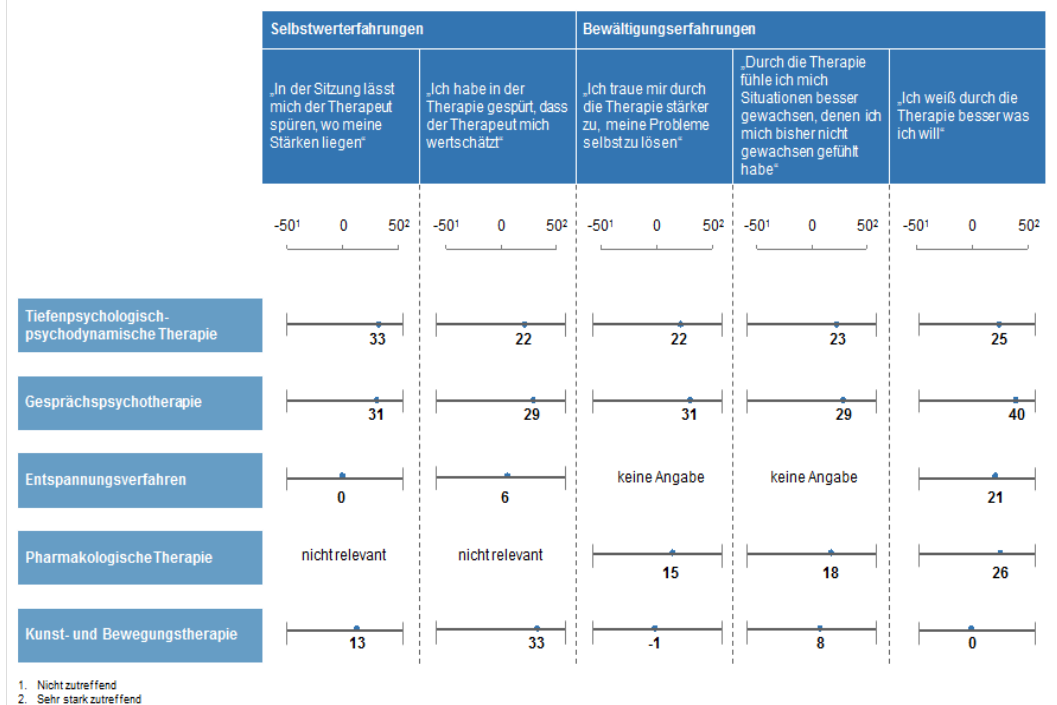 Selbstwerterfahrungen
Bewältigungserfahrungen
„In der Sitzung lässt
mich der Therapeut
spüren, wo meine
Stärken liegen“
„Ich habe in der
Therapie gespürt, dass
der Therapeut mich
wertschätzt“
„Ich traue mir durch
die Therapie stärker
zu, meine Probleme
selbst zu lösen“
„Durch die Therapie
fühle ich mich
Situationen besser
gewachsen, denen ich
mich bisher nicht
gewachsen gefühlt
habe“
„Ich weiß durch die
Therapie besser was
ich will“
-50¹ 0 50² -50¹ 0 50² -50¹ 0 50² -50¹ 0 50² -50¹ 0 50²
Tiefenpsychologisch-
psychodynamische Therapie
33 22 22 23 25
Gesprächspsychotherapie
31 29 31 29 40
Entspannungsverfahren
0 6 keine Angabe keine Angabe 21
Pharmakologische Therapie
nicht relevant nicht relevant 15 18 26
Kunst- und Bewegungstherapie
13 33 -1 8 0
1. Nicht zutreffend
2. Sehr stark zutreffend